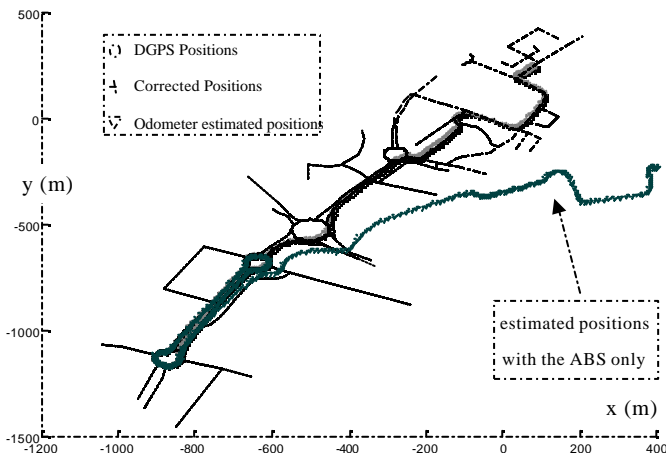 500
DGPS Positions
Corrected Positions
Odometer estimated positions
0
y (m)
-500
estimated positions
with the ABS only
-1000
x (m)
-1500
-1200 -1000 -800 -600 -400 -200 0 200 400